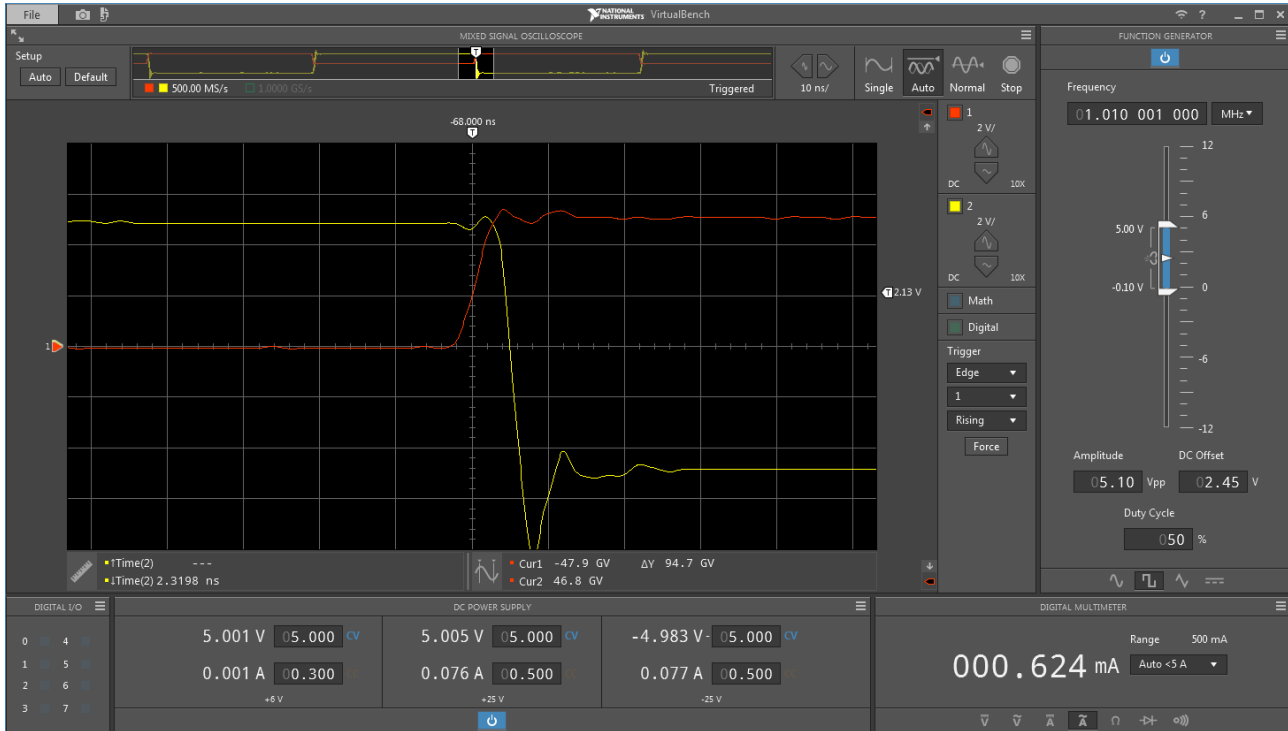 File
NATIONAL INSTRUMENTS VirtualBench
?
MIXED SIGNAL OSCILLOSCOPE
FUNCTION GENERATOR
Setup
Auto Default
T
500.00 MS/s 1.0000 GS/s Triggered
10 ns/
Single Auto Normal Stop
-68.000 ns
T
1
2 V/
DC 10X
2
2 V/
DC 10X
Math
Digital
Trigger
Edge
1
Rising
Force
T 2.13 V
1
Frequency
01.010 001 000 MHz
12
6
5.00 V
-0.10 V
0
-6
-12
Amplitude DC Offset
05.10 Vpp 02.45 V
Duty Cycle
050 %
↑Time(2) ---
↓Time(2) 2.3198 ns
Cur1 -47.9 GV ΔY 94.7 GV
Cur2 46.8 GV
DIGITAL I/O
0 4
1 5
2 6
3 7
DC POWER SUPPLY
5.001 V 05.000 CV
0.001 A 00.300 CC
+6 V
5.005 V 05.000 CV
0.076 A 00.500 CC
+25 V
-4.983 V - 05.000 CV
0.077 A 00.500 CC
-25 V
DIGITAL MULTIMETER
Range 500 mA
000.624 mA Auto <5 A
V V A A Ω